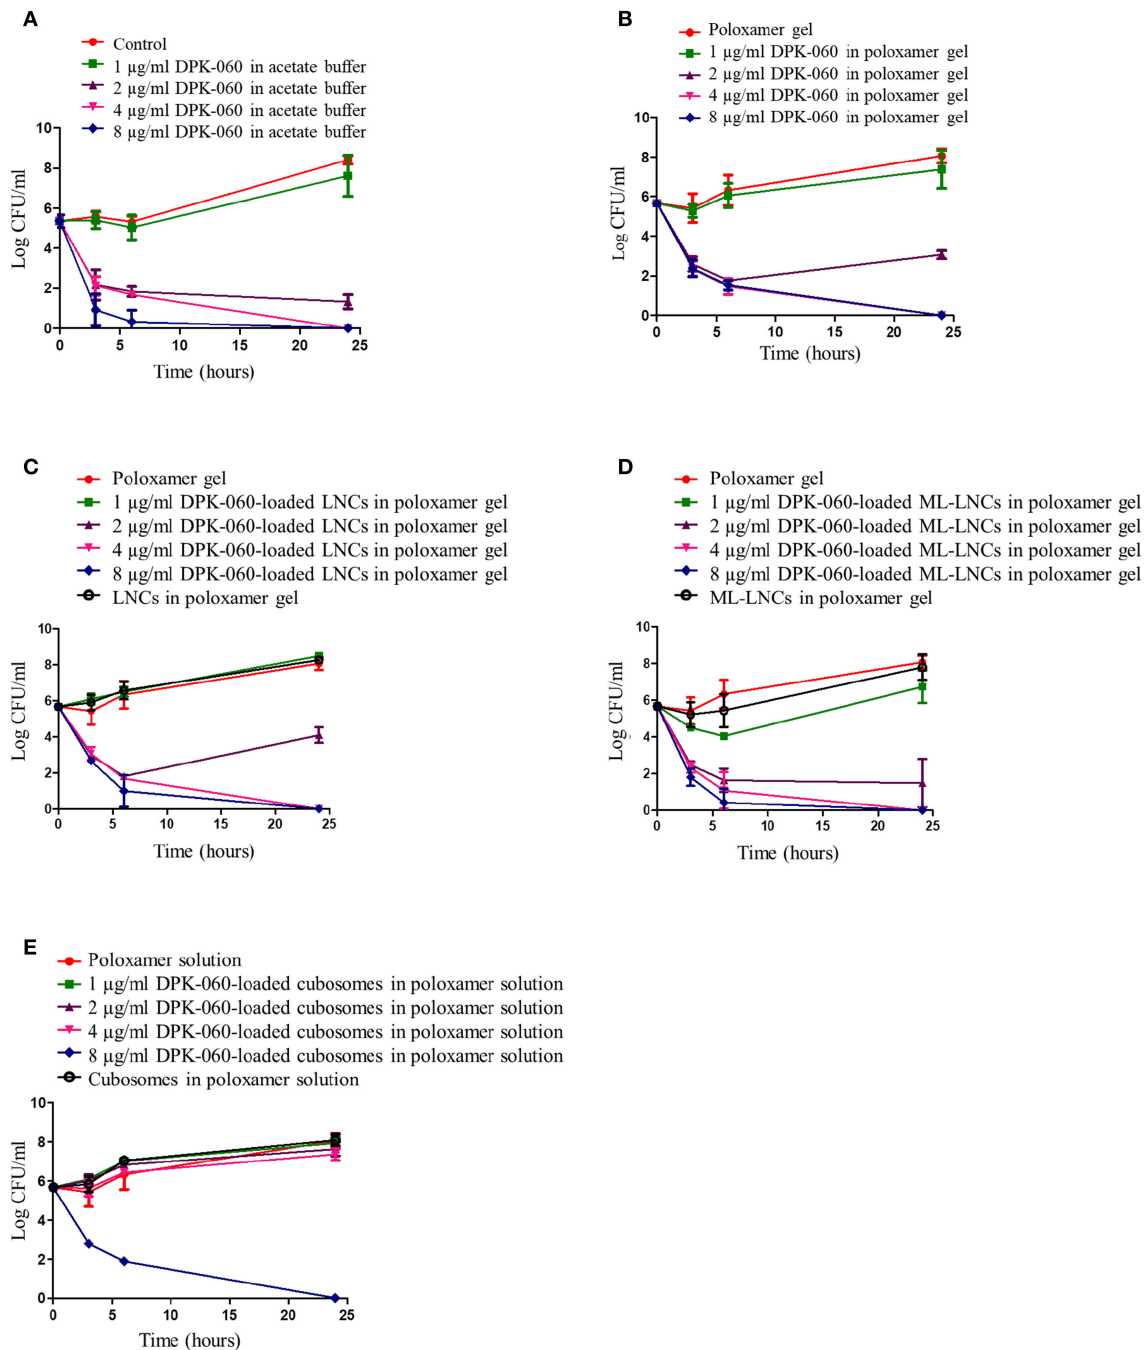 A
Control
1 µg/ml DPK-060 in acetate buffer
2 µg/ml DPK-060 in acetate buffer
4 µg/ml DPK-060 in acetate buffer
8 µg/ml DPK-060 in acetate buffer
10
8
6
4
2
0
Log CFU/ml
0 5 10 15 20 25
Time (hours)
B
Poloxamer gel
1 µg/ml DPK-060 in poloxamer gel
2 µg/ml DPK-060 in poloxamer gel
4 µg/ml DPK-060 in poloxamer gel
8 µg/ml DPK-060 in poloxamer gel
10
8
6
4
2
0
Log CFU/ml
0 5 10 15 20 25
Time (hours)
C
Poloxamer gel
1 µg/ml DPK-060-loaded LNCs in poloxamer gel
2 µg/ml DPK-060-loaded LNCs in poloxamer gel
4 µg/ml DPK-060-loaded LNCs in poloxamer gel
8 µg/ml DPK-060-loaded LNCs in poloxamer gel
LNCs in poloxamer gel
10
8
6
4
2
0
Log CFU/ml
0 5 10 15 20 25
Time (hours)
D
Poloxamer gel
1 µg/ml DPK-060-loaded ML-LNCs in poloxamer gel
2 µg/ml DPK-060-loaded ML-LNCs in poloxamer gel
4 µg/ml DPK-060-loaded ML-LNCs in poloxamer gel
8 µg/ml DPK-060-loaded ML-LNCs in poloxamer gel
ML-LNCs in poloxamer gel
10
8
6
4
2
0
Log CFU/ml
0 5 10 15 20 25
Time (hours)
E
Poloxamer solution
1 µg/ml DPK-060-loaded cubosomes in poloxamer solution
2 µg/ml DPK-060-loaded cubosomes in poloxamer solution
4 µg/ml DPK-060-loaded cubosomes in poloxamer solution
8 µg/ml DPK-060-loaded cubosomes in poloxamer solution
Cubosomes in poloxamer solution
10
8
6
4
2
0
Log CFU/ml
0 5 10 15 20 25
Time (hours)